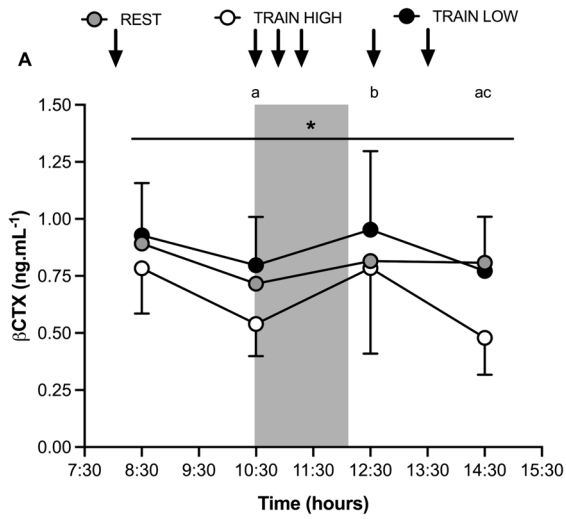 REST TRAIN HIGH TRAIN LOW
A
a b ac
*
1.50
1.25
1.00
0.75
0.50
0.25
0.00
βCTX (ng.mL⁻¹)
7:30 8:30 9:30 10:30 11:30 12:30 13:30 14:30 15:30
Time (hours)